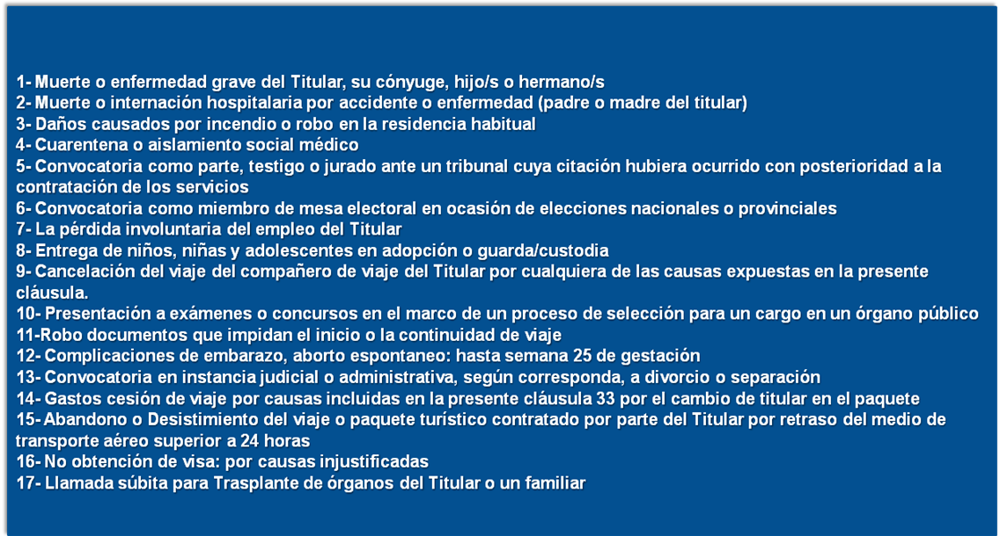 1- Muerte o enfermedad grave del Titular, su cónyuge, hijo/s o hermano/s
2- Muerte o internación hospitalaria por accidente o enfermedad (padre o madre del titular)
3- Daños causados por incendio o robo en la residencia habitual
4- Cuarentena o aislamiento social médico
5- Convocatoria como parte, testigo o jurado ante un tribunal cuya citación hubiera ocurrido con posterioridad a la
contratación de los servicios
6- Convocatoria como miembro de mesa electoral en ocasión de elecciones nacionales o provinciales
7- La pérdida involuntaria del empleo del Titular
8- Entrega de niños, niñas y adolescentes en adopción o guarda/custodia
9- Cancelación del viaje del compañero de viaje del Titular por cualquiera de las causas expuestas en la presente
cláusula.
10- Presentación a exámenes o concursos en el marco de un proceso de selección para un cargo en un órgano público
11-Robo documentos que impidan el inicio o la continuidad de viaje
12- Complicaciones de embarazo, aborto espontaneo: hasta semana 25 de gestación
13- Convocatoria en instancia judicial o administrativa, según corresponda, a divorcio o separación
14- Gastos cesión de viaje por causas incluidas en la presente cláusula 33 por el cambio de titular en el paquete
15- Abandono o Desistimiento del viaje o paquete turístico contratado por parte del Titular por retraso del medio de
transporte aéreo superior a 24 horas
16- No obtención de visa: por causas injustificadas
17- Llamada súbita para Trasplante de órganos del Titular o un familiar